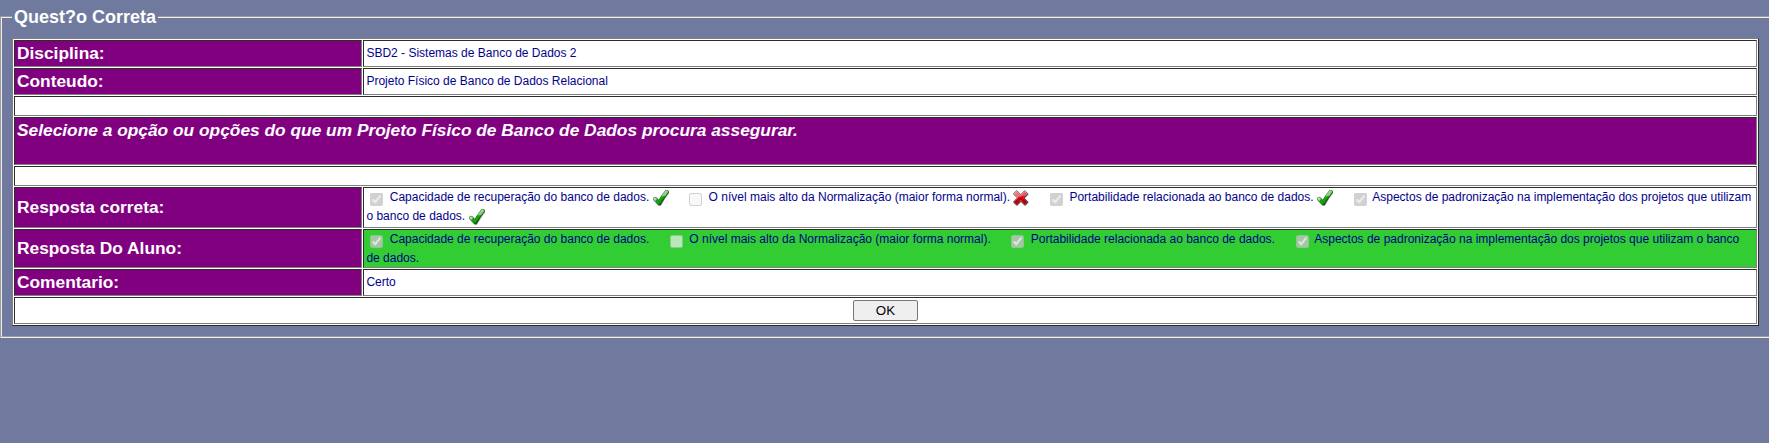 Quest?o Correta
Disciplina: SBD2 - Sistemas de Banco de Dados 2
Conteudo: Projeto Físico de Banco de Dados Relacional
Selecione a opção ou opções do que um Projeto Físico de Banco de Dados procura assegurar.
Resposta correta: Capacidade de recuperação do banco de dados. O nível mais alto da Normalização (maior forma normal). Portabilidade relacionada ao banco de dados. Aspectos de padronização na implementação dos projetos que utilizam
o banco de dados.
Resposta Do Aluno: Capacidade de recuperação do banco de dados. O nível mais alto da Normalização (maior forma normal). Portabilidade relacionada ao banco de dados. Aspectos de padronização na implementação dos projetos que utilizam o banco
de dados.
Comentario: Certo
OK